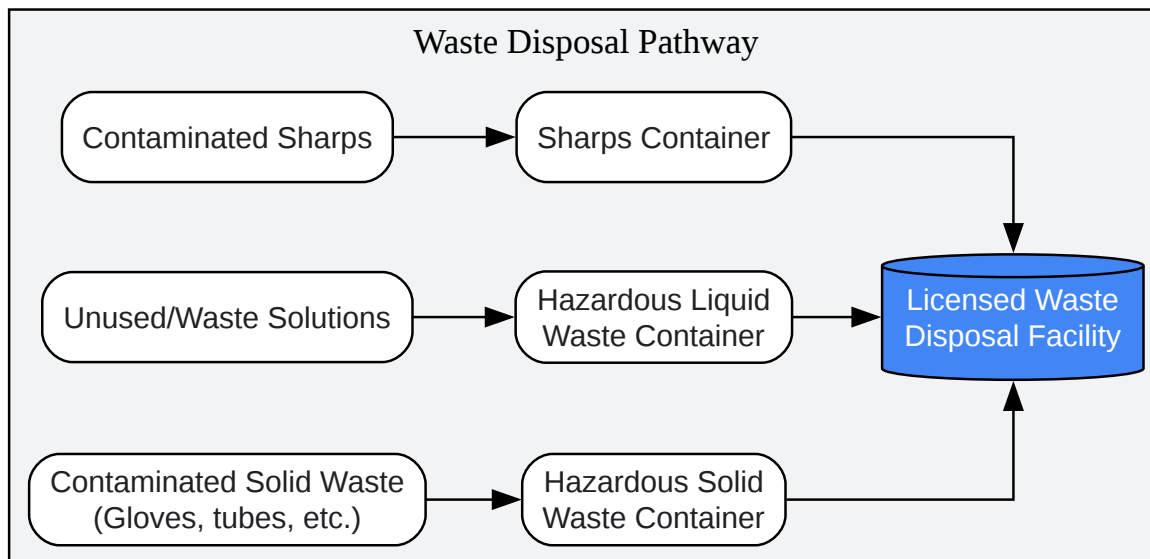 Waste Disposal Pathway
Contaminated Sharps
Sharps Container
Unused/Waste Solutions
Hazardous Liquid
Waste Container
Licensed Waste
Disposal Facility
Contaminated Solid Waste
(Gloves, tubes, etc.)
Hazardous Solid
Waste Container